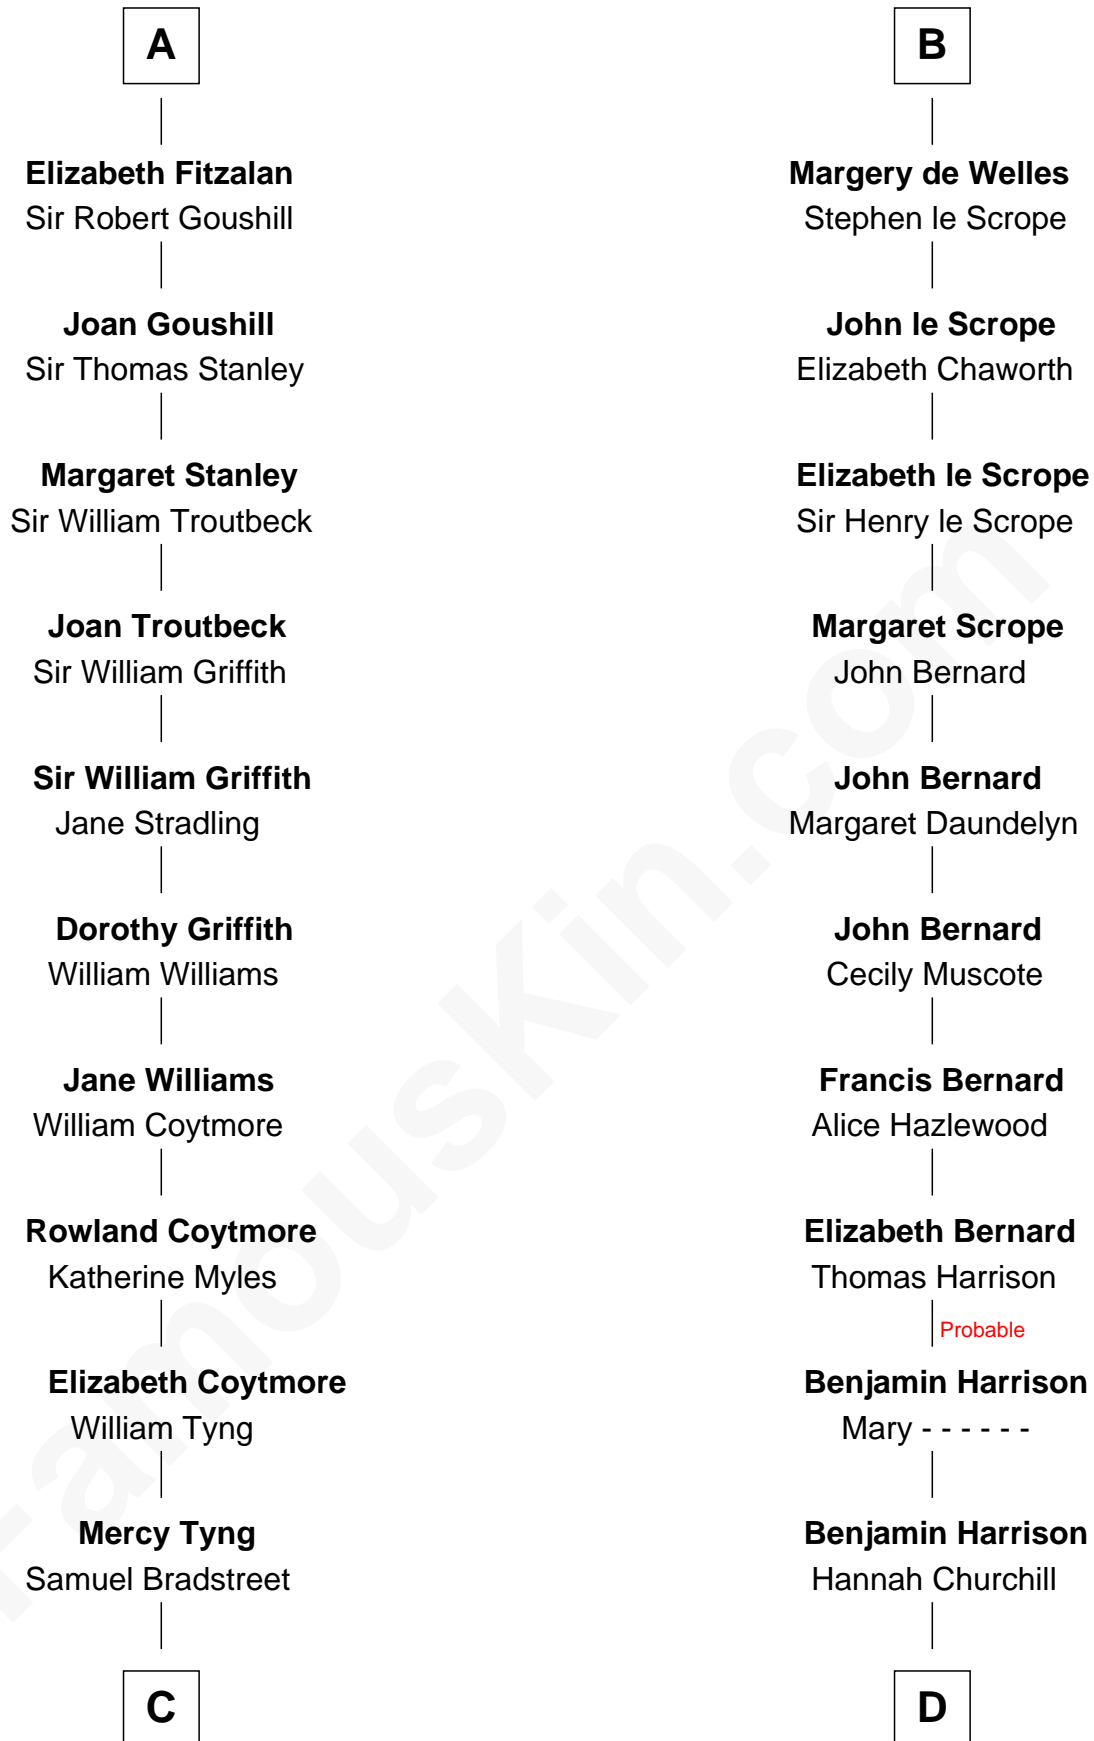 A
Elizabeth Fitzalan
Sir Robert Goushill
Joan Goushill
Sir Thomas Stanley
Margaret Stanley
Sir William Troutbeck
Joan Troutbeck
Sir William Griffith
Sir William Griffith
Jane Stradling
Dorothy Griffith
William Williams
Jane Williams
William Coytmore
Rowland Coytmore
Katherine Myles
Elizabeth Coytmore
William Tyng
Mercy Tyng
Samuel Bradstreet
C
B
Margery de Welles
Stephen le Scrope
John le Scrope
Elizabeth Chaworth
Elizabeth le Scrope
Sir Henry le Scrope
Margaret Scrope
John Bernard
John Bernard
Margaret Daundelyn
John Bernard
Cecily Muscote
Francis Bernard
Alice Hazlewood
Elizabeth Bernard
Thomas Harrison
Probable
Benjamin Harrison
Mary - - - - - -
Benjamin Harrison
Hannah Churchill
D
FamousKin.com